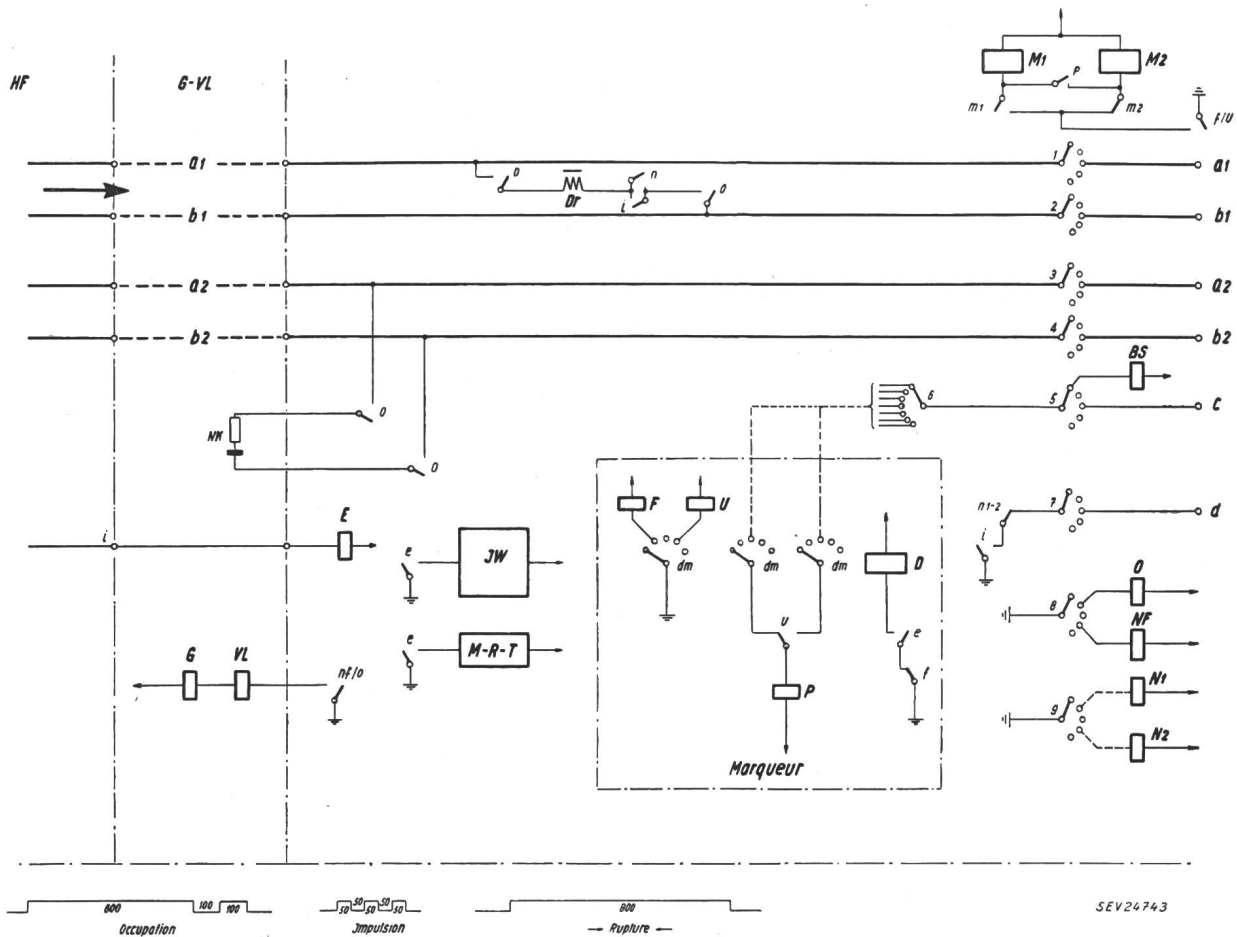 M1
M2
p
m1
m2
f/U
HF
G-VL
a1
1
a1
o
n
Dr
i
o
b1
2
b1
a2
3
a2
b2
4
b2
BS
6
5
C
o
NK
o
F
U
n1-2
7
d
i
E
i
e
JW
dm
dm
dm
D
O
8
NF
e
M-R-T
u
e
f
G
VL
nf/o
P
N1
9
N2
Marqueur
600
100
100
50
50
50
50
50
800
SEV24743
Occupation
Jmpulsion
Rupture